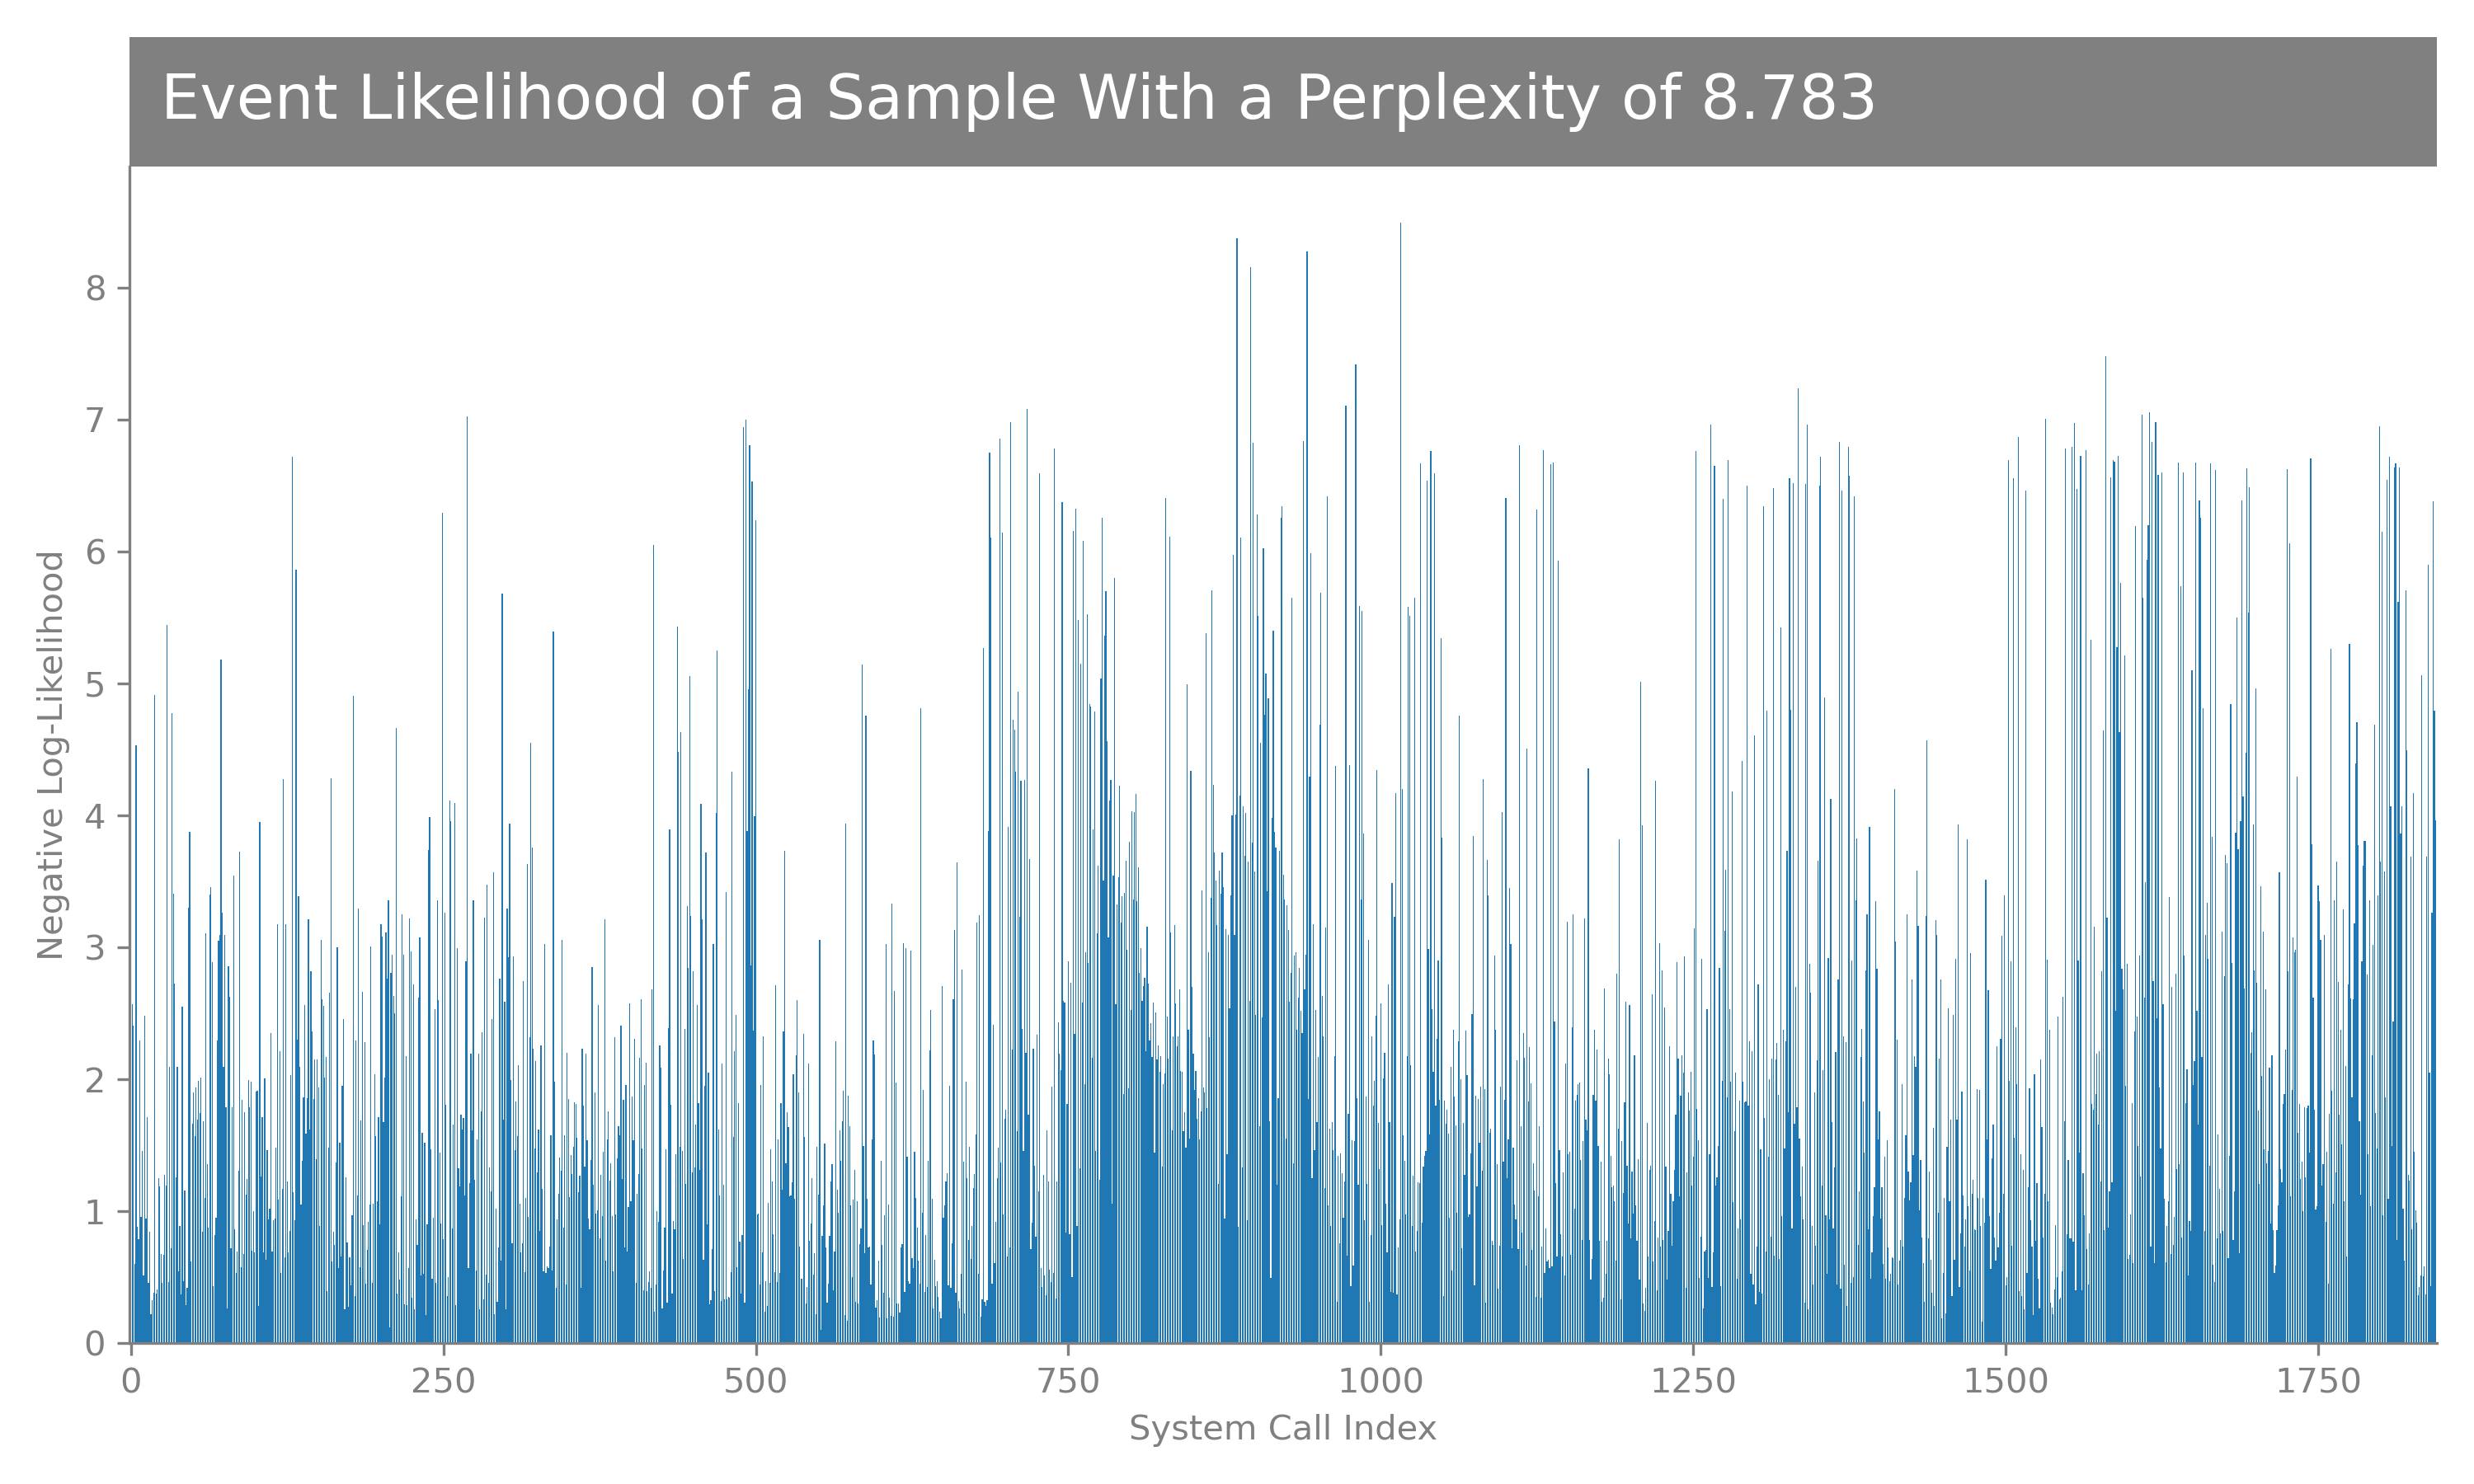 Event Likelihood of a Sample With a Perplexity of 8.783
8
7
6
5
4
3
2
1
0
Negative Log-Likelihood
0 250 500 750 1000 1250 1500 1750
System Call Index